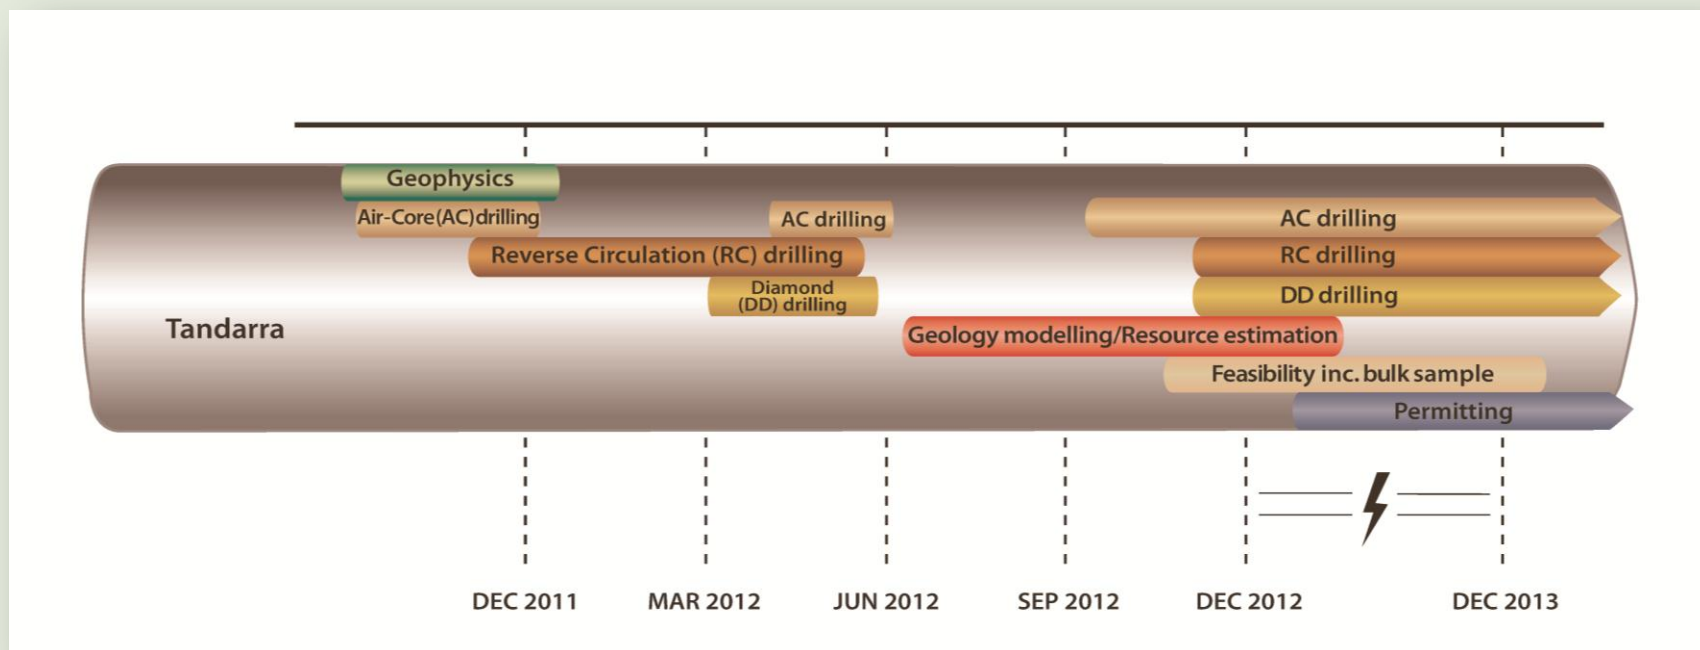 Geophysics
Air-Core(AC)drilling
AC drilling
AC drilling
Reverse Circulation (RC) drilling
RC drilling
Diamond
(DD) drilling
DD drilling
Tandarra
Geology modelling/Resource estimation
Feasibility inc. bulk sample
Permitting
DEC 2011
MAR 2012
JUN 2012
SEP 2012
DEC 2012
DEC 2013